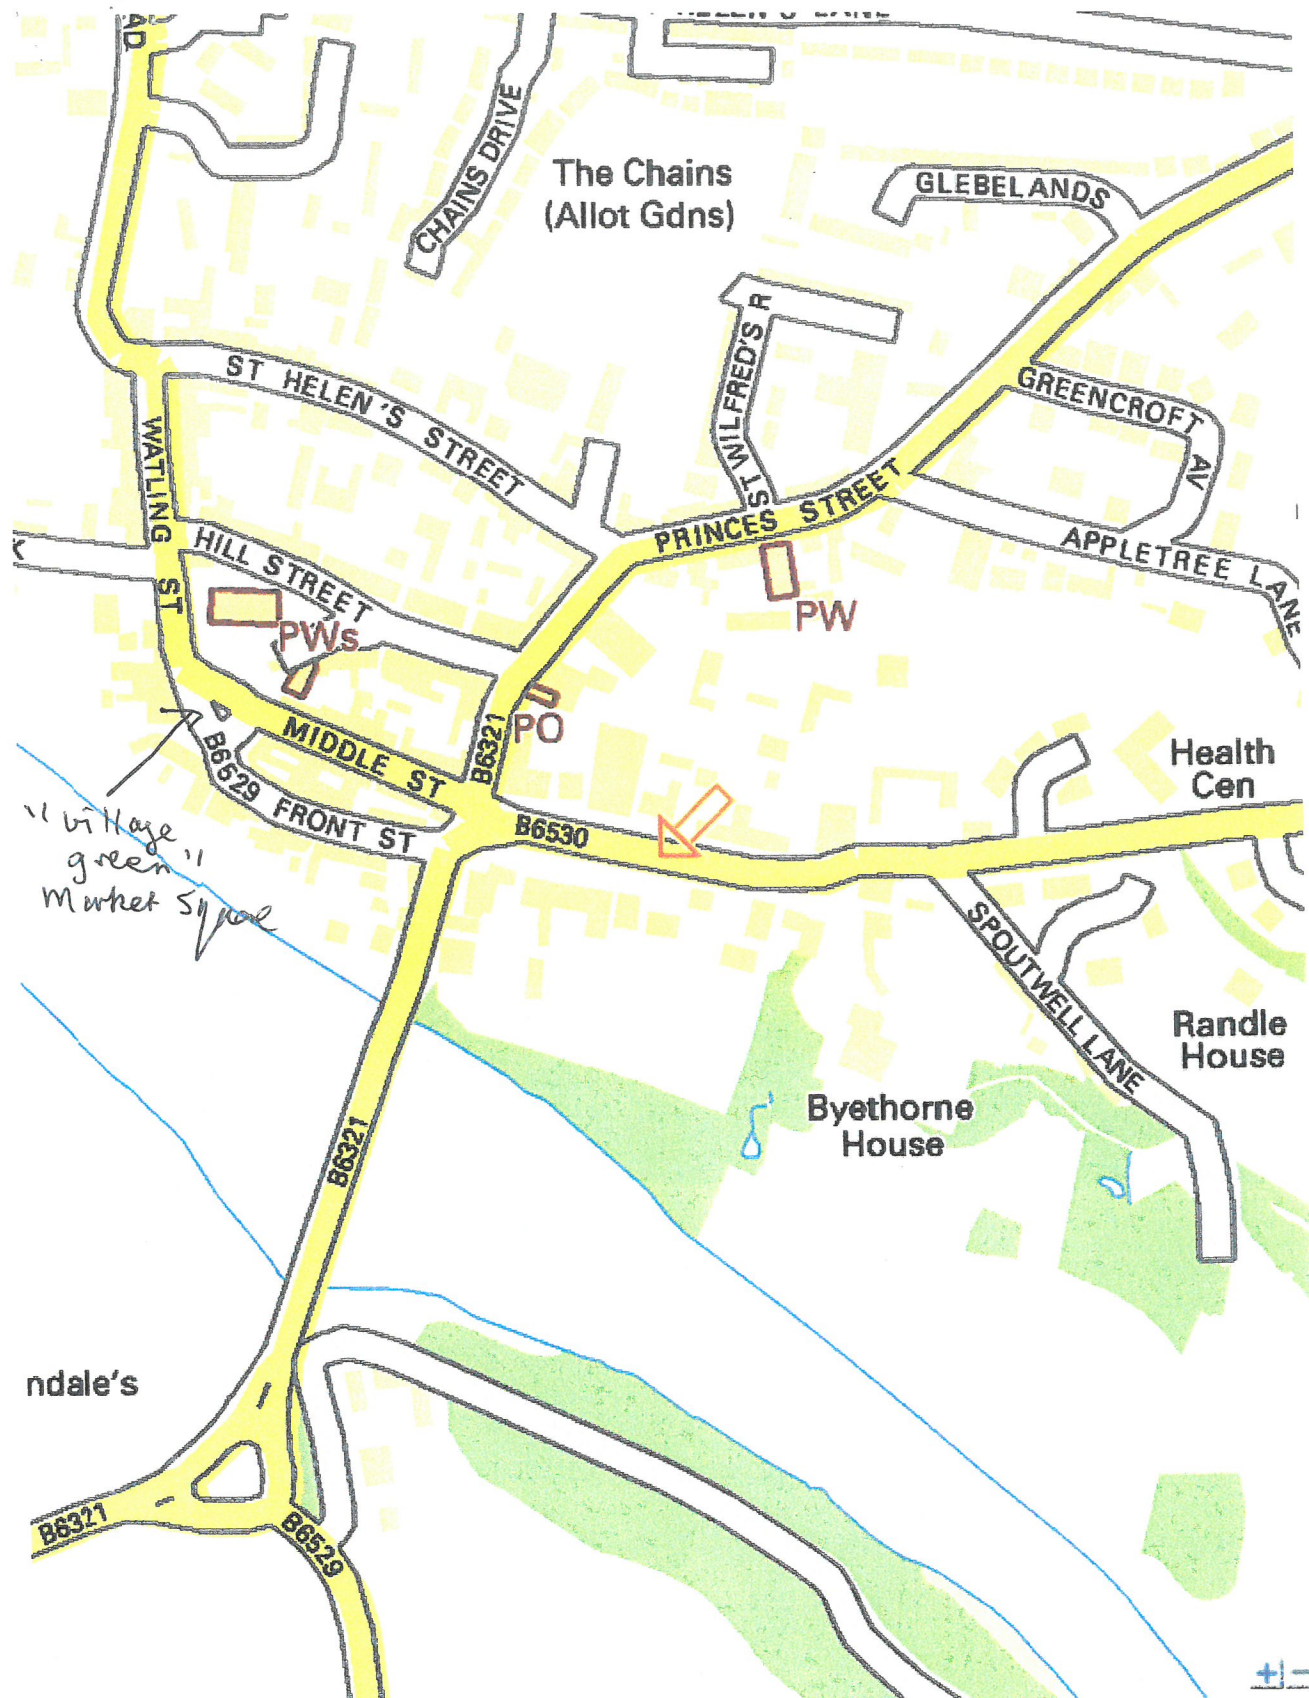 AD
CHAINS DRIVE
The Chains
(Allot Gdns)
GLEBELANDS
ST HELEN'S STREET
ST WILFRED'S R
GREENCROFT
AV
WATLING ST
PRINCES STREET
HILL STREET
APPLETREE LANE
PWs
PW
PO
B6321
MIDDLE ST
B6529 FRONT ST
B6530
Health
Cen
"village
green"
Market Square
SPOUTWELL LANE
Randle
House
Byethorne
House
B6321
ndale's
B6321
B6529
+ -